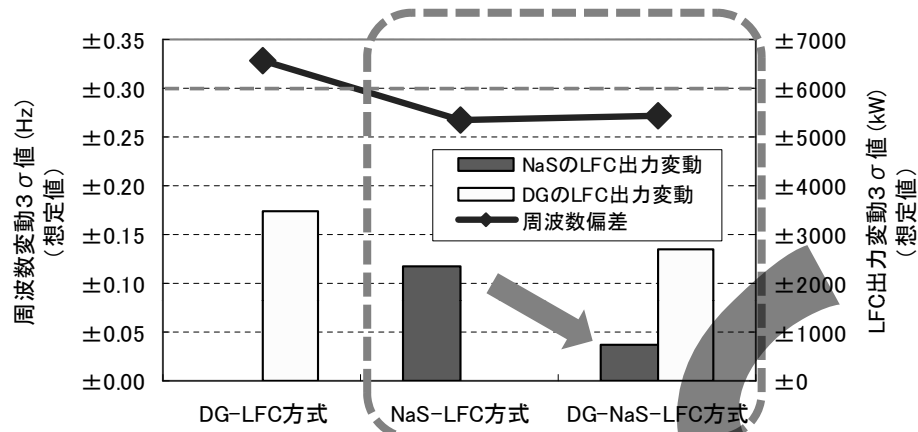 周波数変動3σ値(Hz)
(想定値)
±0.35
±0.30
±0.25
±0.20
±0.15
±0.10
±0.05
±0.00
NaSのLFC出力変動
DGのLFC出力変動
周波数偏差
±7000
±6000
±5000
±4000
±3000
±2000
±1000
±0
LFC出力変動3σ値(kW)
(想定値)
DG-LFC方式
NaS-LFC方式
DG-NaS-LFC方式